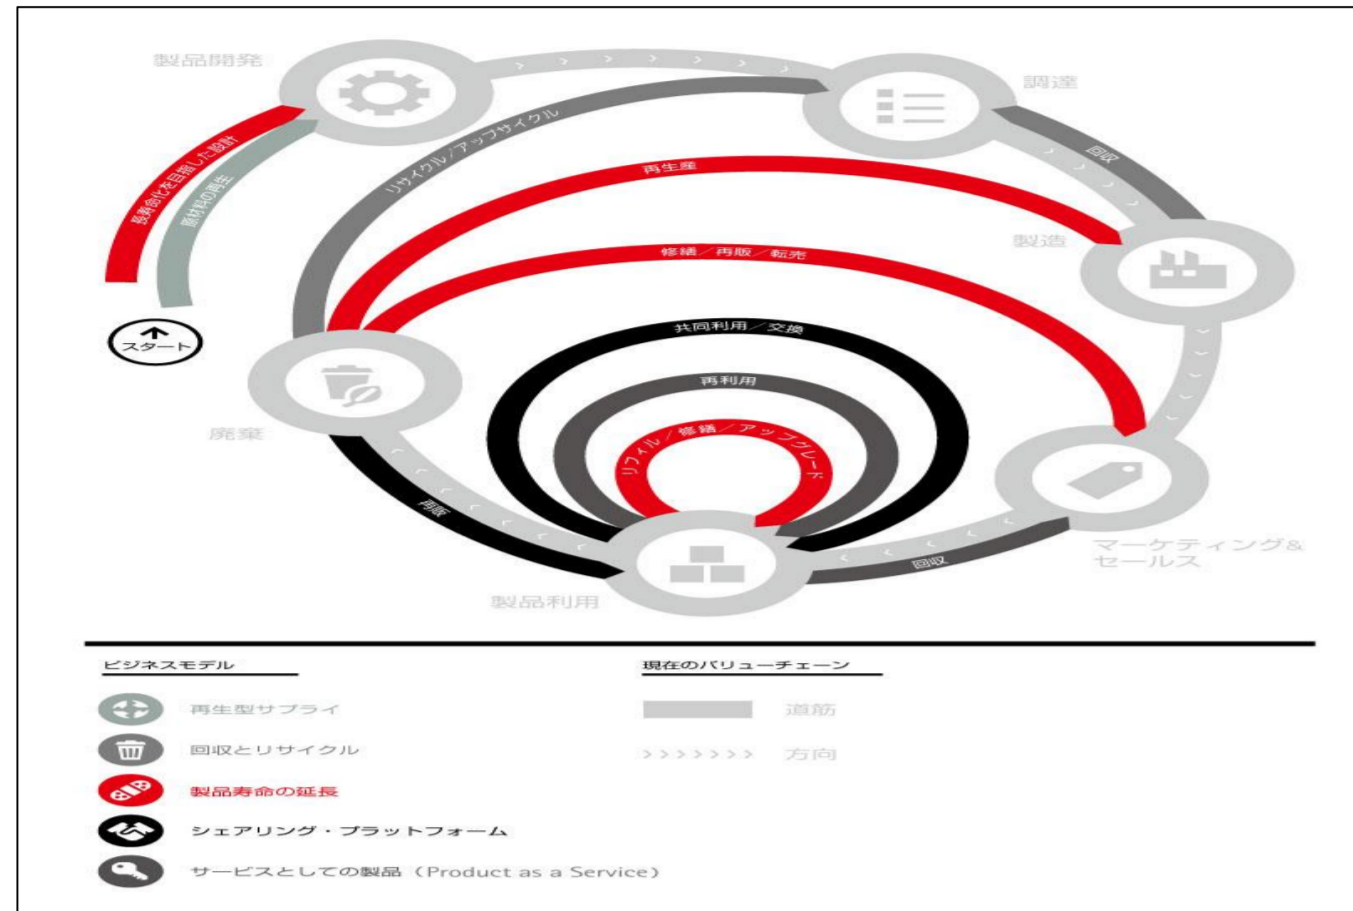 製品開発
調達
長寿命化を目指した設計
原材料の再生
リサイクル/アップサイクル
回収
再生産
製造
修繕/再販/転売
スタート
共同利用/交換
再利用
リフィル/修繕/アップグレード
廃棄
再販
マーケティング&
セールス
回収
製品利用
ビジネスモデル
再生型サプライ
回収とリサイクル
製品寿命の延長
シェアリング・プラットフォーム
サービスとしての製品（Product as a Service）
現在のバリューチェーン
道筋
方向